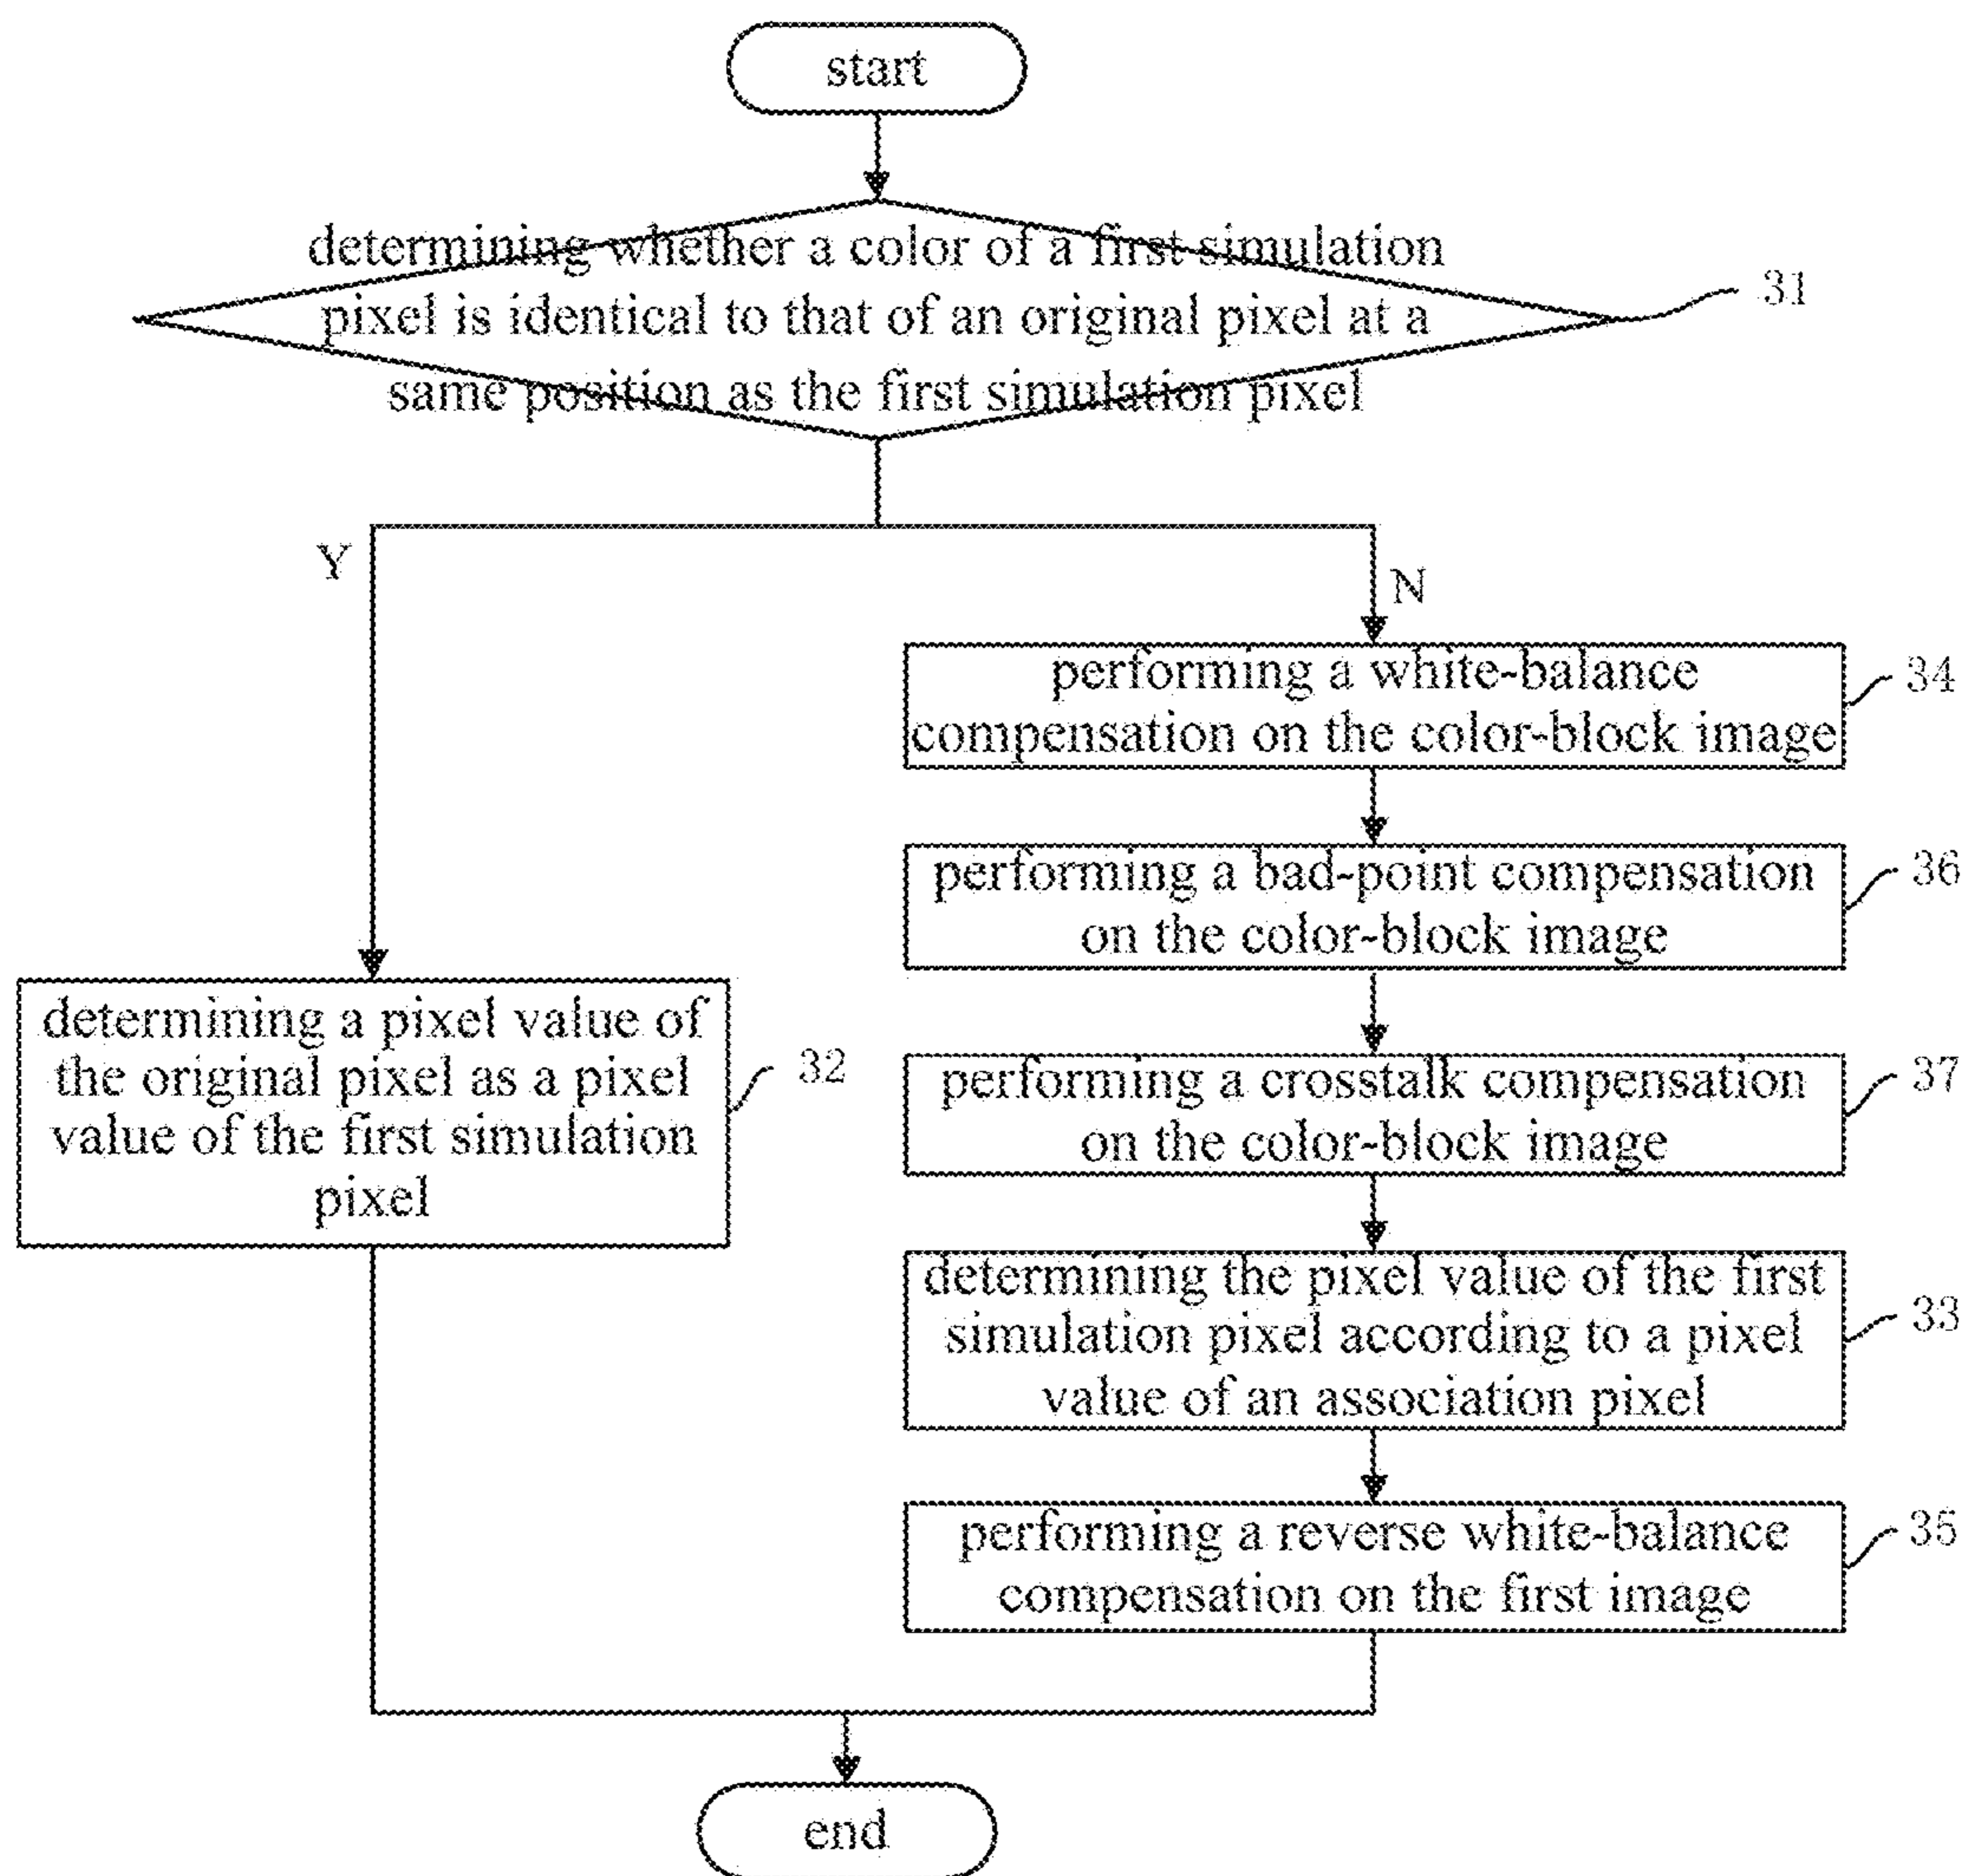 start
determining whether a color of a first simulation
pixel is identical to that of an original pixel at a
same position as the first simulation pixel
31
Y
N
performing a white-balance
compensation on the color-block image
34
performing a bad-point compensation
on the color-block image
36
determining a pixel value of
the original pixel as a pixel
value of the first simulation
pixel
32
performing a crosstalk compensation
on the color-block image
37
determining the pixel value of the first
simulation pixel according to a pixel
value of an association pixel
33
performing a reverse white-balance
compensation on the first image
35
end